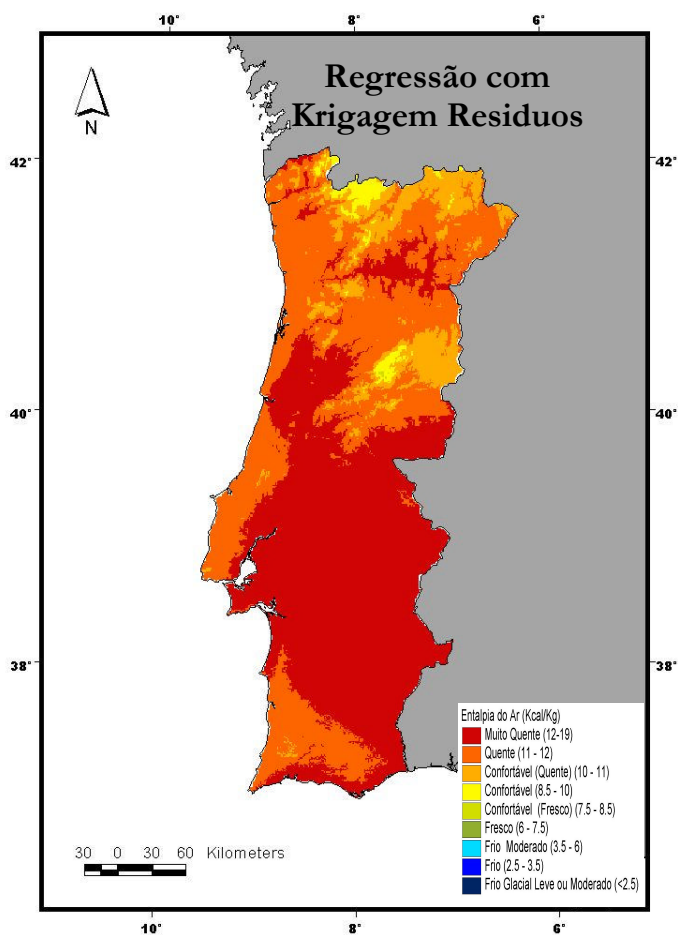 10° 8° 6°
Regressão com
Krigagem Residuos
N
42° 42°
40° 40°
38° 38°
Entalpia do Ar (Kcal/Kg)
Muito Quente (12-19)
Quente (11 - 12)
Confortável (Quente) (10 - 11)
Confortável (8.5 - 10)
Confortável (Fresco) (7.5 - 8.5)
Fresco (6 - 7.5)
Frio Moderado (3.5 - 6)
Frio (2.5 - 3.5)
Frio Glacial Leve ou Moderado (<2.5)
30 0 30 60 Kilometers
10° 8° 6°